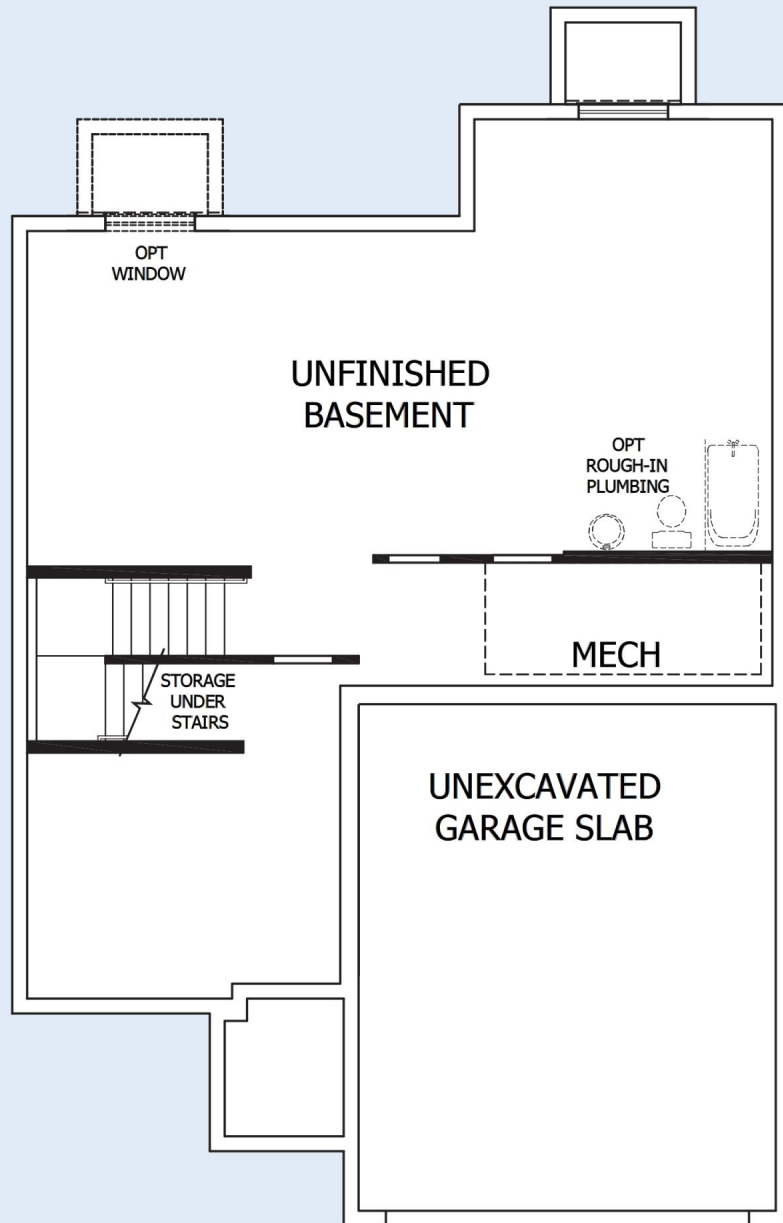 OPT
WINDOW
UNFINISHED
BASEMENT
OPT
ROUGH-IN
PLUMBING
MECH
STORAGE
UNDER
STAIRS
UNEXCAVATED
GARAGE SLAB